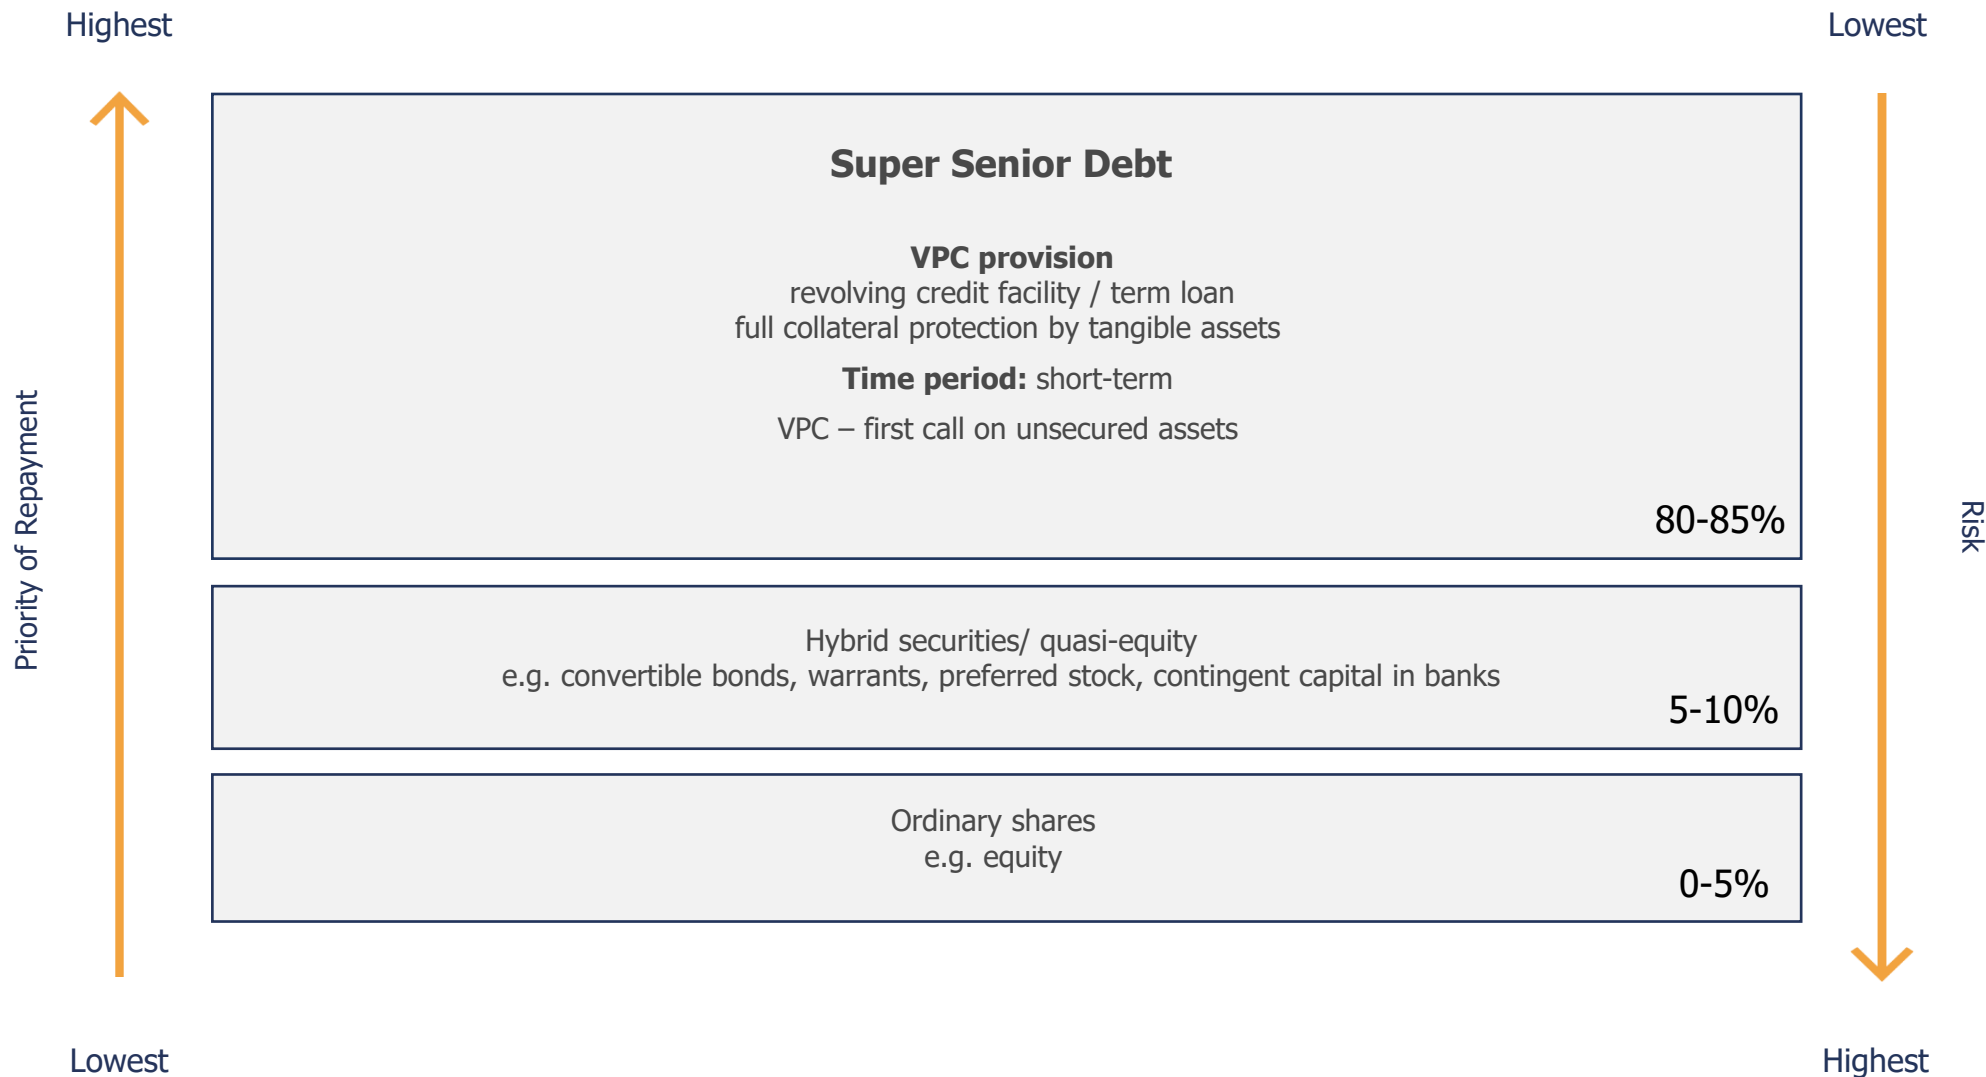 Highest
Lowest
Super Senior Debt
VPC provision
revolving credit facility / term loan
full collateral protection by tangible assets
Time period: short-term
VPC – first call on unsecured assets
80-85%
Priority of Repayment
Risk
Hybrid securities/ quasi-equity
e.g. convertible bonds, warrants, preferred stock, contingent capital in banks
5-10%
Ordinary shares
e.g. equity
0-5%
Lowest
Highest